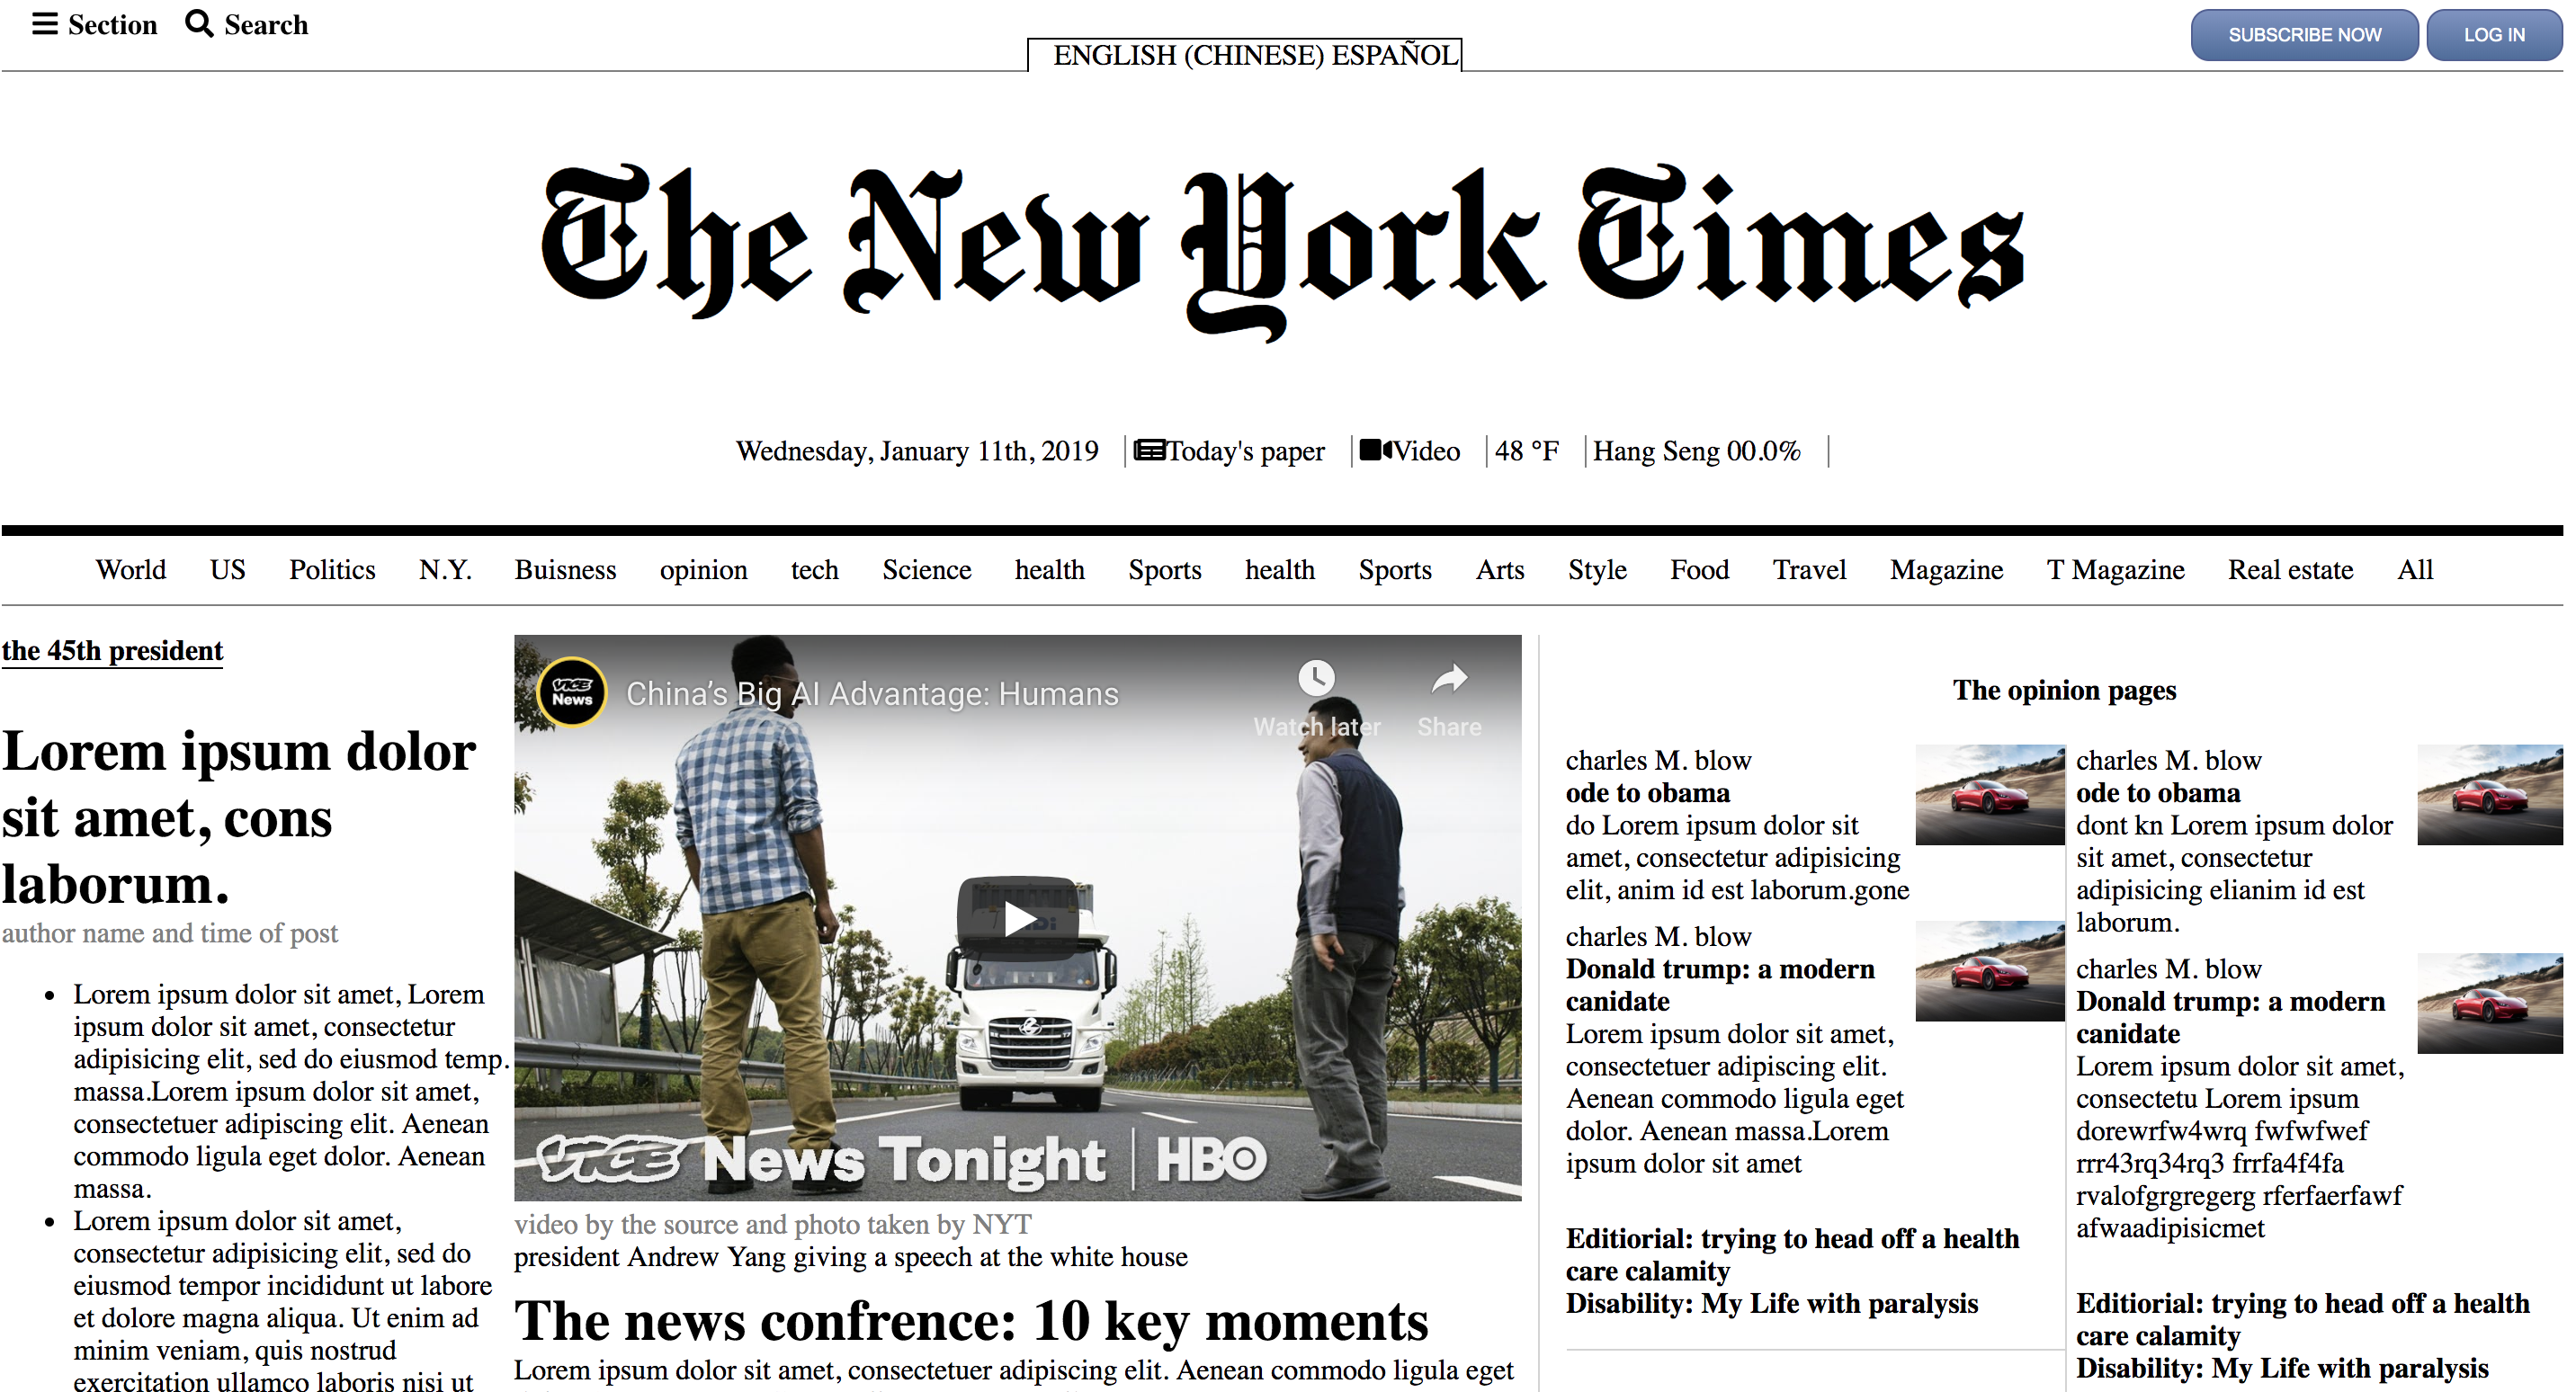 Section Search
ENGLISH (CHINESE) ESPAÑOL
SUBSCRIBE NOW
LOG IN
The New York Times
Wednesday, January 11th, 2019
Today's paper
Video
48 °F
Hang Seng 00.0%
World US Politics N.Y. Buisness opinion tech Science health Sports health Sports Arts Style Food Travel Magazine T Magazine Real estate All
the 45th president
Lorem ipsum dolor
sit amet, cons
laborum.
author name and time of post
Lorem ipsum dolor sit amet, Lorem
ipsum dolor sit amet, consectetur
adipisicing elit, sed do eiusmod temp.
massa.Lorem ipsum dolor sit amet,
consectetuer adipiscing elit. Aenean
commodo ligula eget dolor. Aenean
massa.
Lorem ipsum dolor sit amet,
consectetur adipisicing elit, sed do
eiusmod tempor incididunt ut labore
et dolore magna aliqua. Ut enim ad
minim veniam, quis nostrud
exercitation ullamco laboris nisi ut
VICE
News
China's Big AI Advantage: Humans
Watch later
Share
VICE News Tonight | HBO
video by the source and photo taken by NYT
president Andrew Yang giving a speech at the white house
The news confrence: 10 key moments
Lorem ipsum dolor sit amet, consectetuer adipiscing elit. Aenean commodo ligula eget
The opinion pages
charles M. blow
ode to obama
do Lorem ipsum dolor sit
amet, consectetur adipisicing
elit, anim id est laborum.gone
charles M. blow
Donald trump: a modern
canidate
Lorem ipsum dolor sit amet,
consectetuer adipiscing elit.
Aenean commodo ligula eget
dolor. Aenean massa.Lorem
ipsum dolor sit amet
Editiorial: trying to head off a health
care calamity
Disability: My Life with paralysis
charles M. blow
ode to obama
dont kn Lorem ipsum dolor
sit amet, consectetur
adipisicing elianim id est
laborum.
charles M. blow
Donald trump: a modern
canidate
Lorem ipsum dolor sit amet,
consectetu Lorem ipsum
dorewrfw4wrq fwfwfwef
rrr43rq34rq3 frrfa4f4fa
rvalofgrgregerg rferfaerfawf
afwaadipisicmet
Editiorial: trying to head off a health
care calamity
Disability: My Life with paralysis